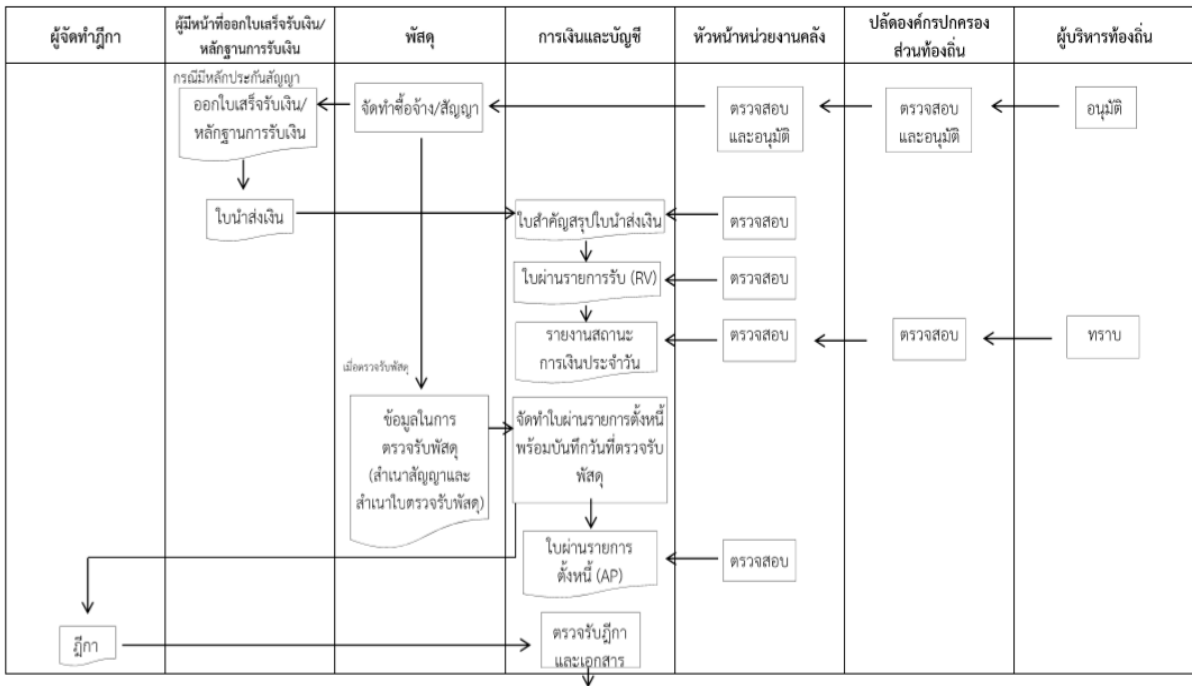 ผู้จัดทำฎีกา
ผู้มีหน้าที่ออกใบเสร็จรับเงิน/
หลักฐานการรับเงิน
พัสดุ
การเงินและบัญชี
หัวหน้าหน่วยงานคลัง
ปลัดองค์กรปกครอง
ส่วนท้องถิ่น
ผู้บริหารท้องถิ่น
กรณีมีหลักประกันสัญญา
ออกใบเสร็จรับเงิน/
หลักฐานการรับเงิน
จัดทำซื้อจ้าง/สัญญา
ตรวจสอบ
และอนุมัติ
ตรวจสอบ
และอนุมัติ
อนุมัติ
ใบนำส่งเงิน
ใบสำคัญสรุปใบนำส่งเงิน
ตรวจสอบ
ใบผ่านรายการรับ (RV)
ตรวจสอบ
รายงานสถานะ
การเงินประจำวัน
ตรวจสอบ
ตรวจสอบ
ทราบ
เมื่อตรวจรับพัสดุ
ข้อมูลในการ
ตรวจรับพัสดุ
(สำเนาสัญญาและ
สำเนาใบตรวจรับพัสดุ)
จัดทำใบผ่านรายการตั้งหนี้
พร้อมบันทึกวันที่ตรวจรับ
พัสดุ
ใบผ่านรายการ
ตั้งหนี้ (AP)
ตรวจสอบ
ฎีกา
ตรวจรับฎีกา
และเอกสาร